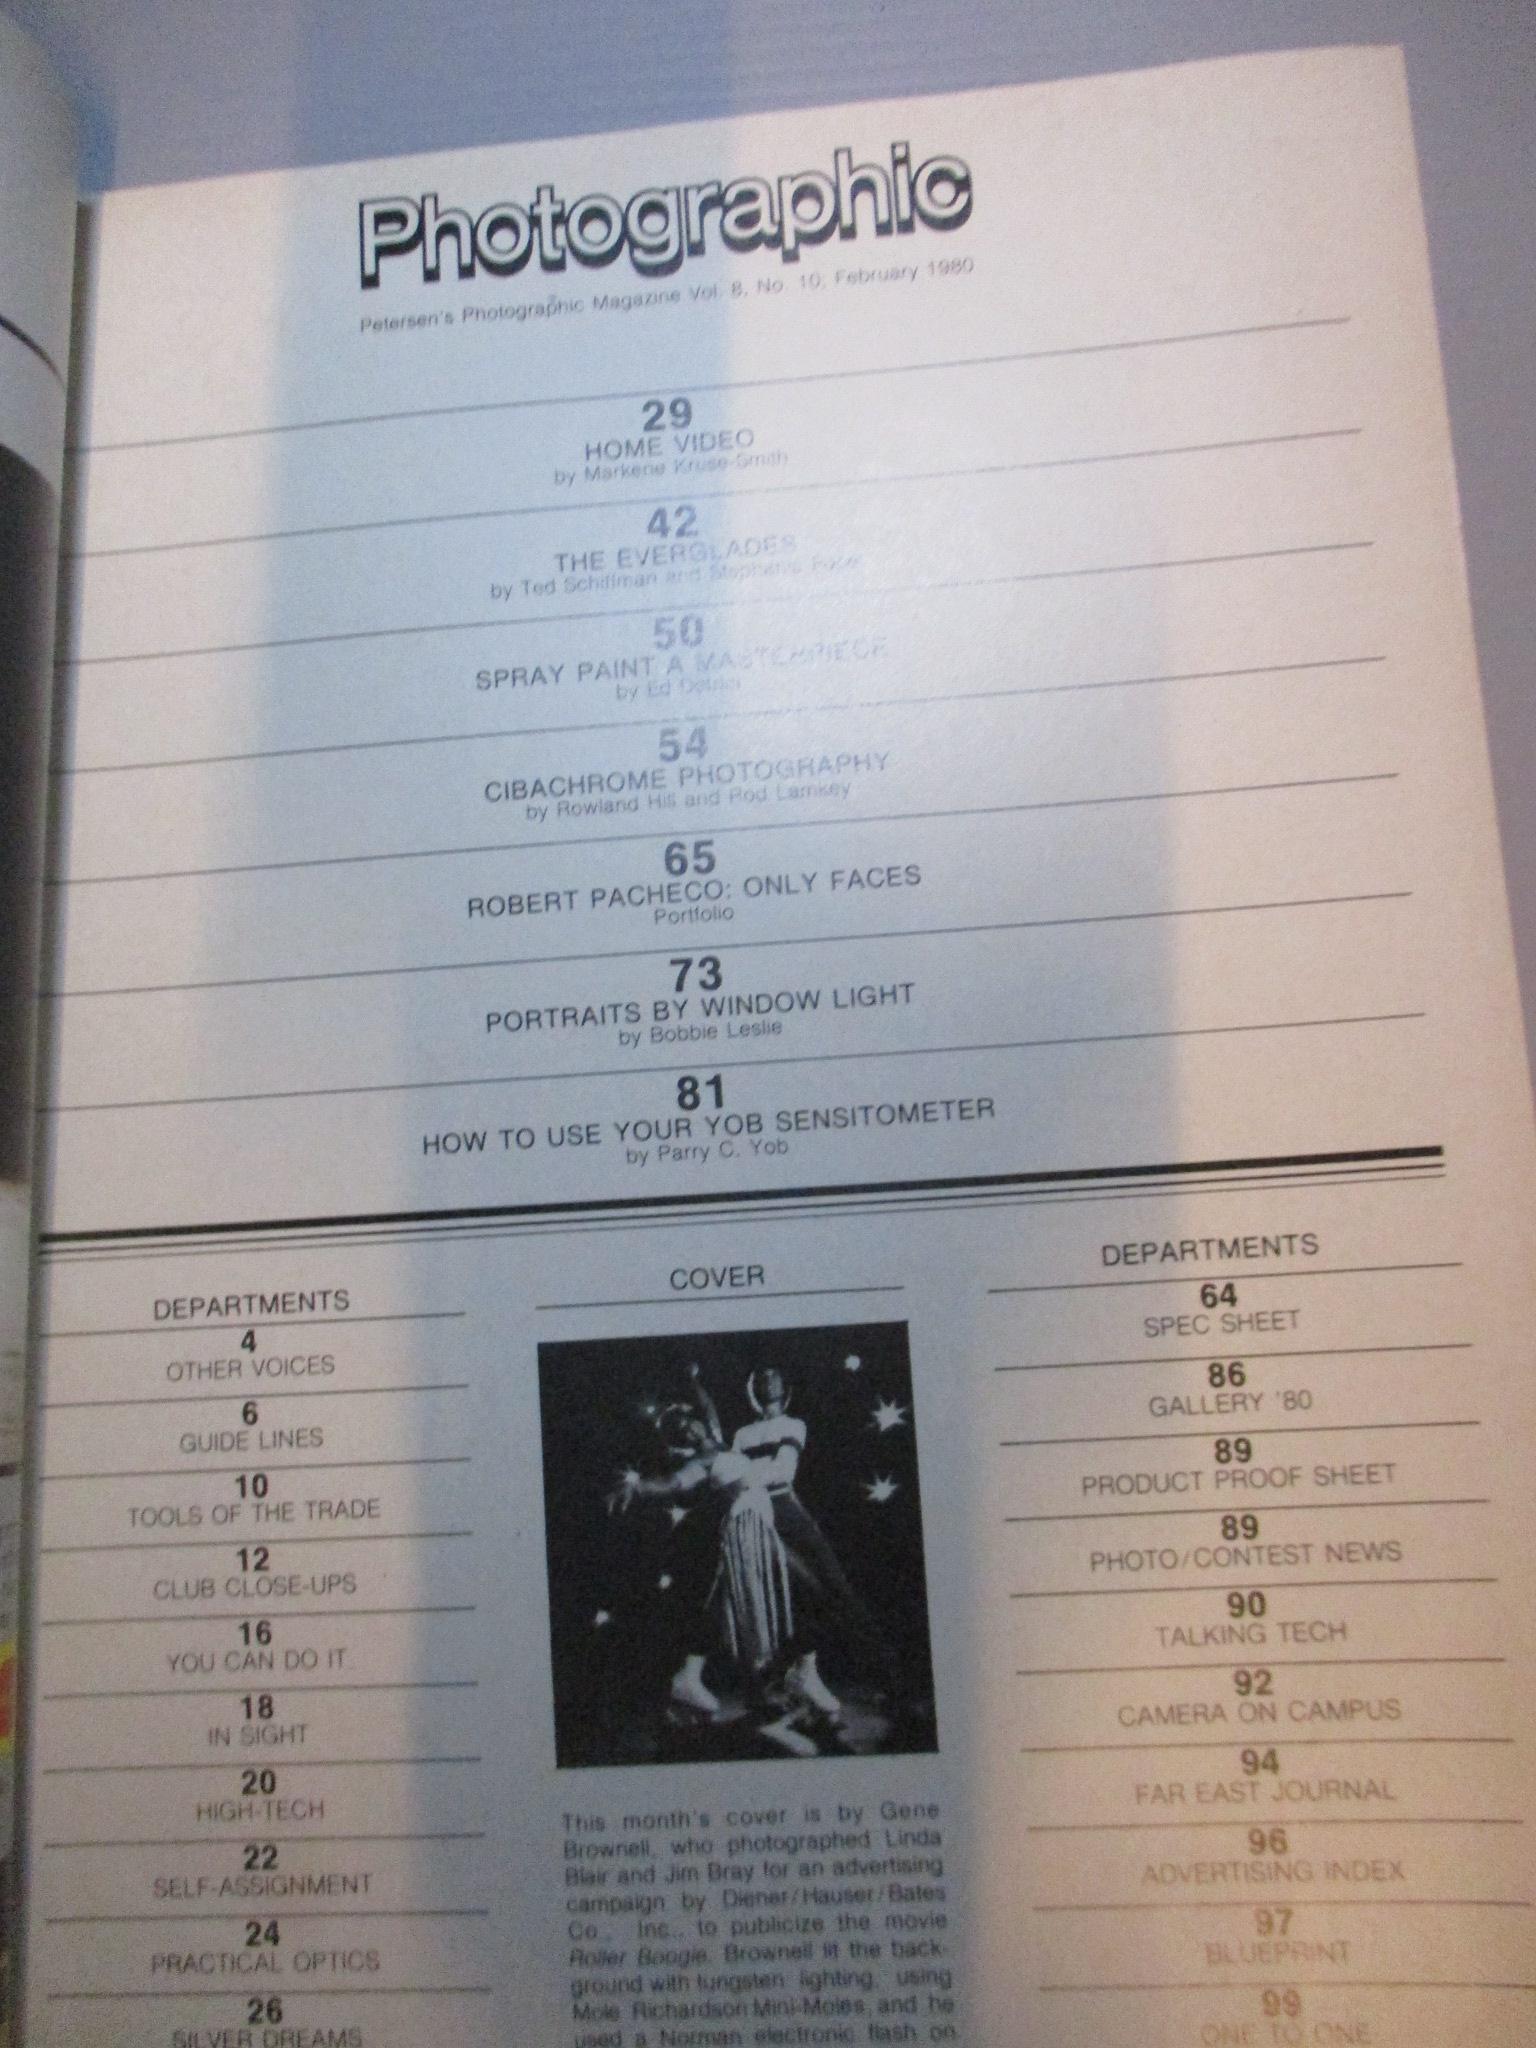 Photographic
Petersen's Photographic Magazine Vol. 8, No. 10, February 1980
29
HOME VIDEO
by Markene Kruse-Smith
42
THE EVERGLADES
by Ted Schiffman and Stephanie
50
SPRAY PAINT A MASTERPIECE
by Ed
54
CIBACHROME PHOTOGRAPHY
by Rowland Hill and Rod Lamkey
65
ROBERT PACHECO: ONLY FACES
Portfolio
73
PORTRAITS BY WINDOW LIGHT
by Bobbie Leslie
81
HOW TO USE YOUR YOB SENSITOMETER
by Parry C. Yob
DEPARTMENTS
4
OTHER VOICES
6
GUIDE LINES
10
TOOLS OF THE TRADE
12
CLUB CLOSE-UPS
16
YOU CAN DO IT
18
IN SIGHT
20
HIGH-TECH
22
SELF-ASSIGNMENT
24
PRACTICAL OPTICS
26
SILVER DREAMS
COVER
This month's cover is by Gene
Brownell, who photographed Linda
Blair and Jim Bray for an advertising
campaign by Diener/Hauser/Bates
Co., Inc., to publicize the movie
Roller Boogie. Brownell lit the back-
ground with tungsten lighting, using
Mole Richardson Mini-Moles, and he
used a Norman electronic flash on
DEPARTMENTS
64
SPEC SHEET
86
GALLERY '80
89
PRODUCT PROOF SHEET
89
PHOTO/CONTEST NEWS
90
TALKING TECH
92
CAMERA ON CAMPUS
94
FAR EAST JOURNAL
96
ADVERTISING INDEX
97
BLUEPRINT
99
ONE TO ONE